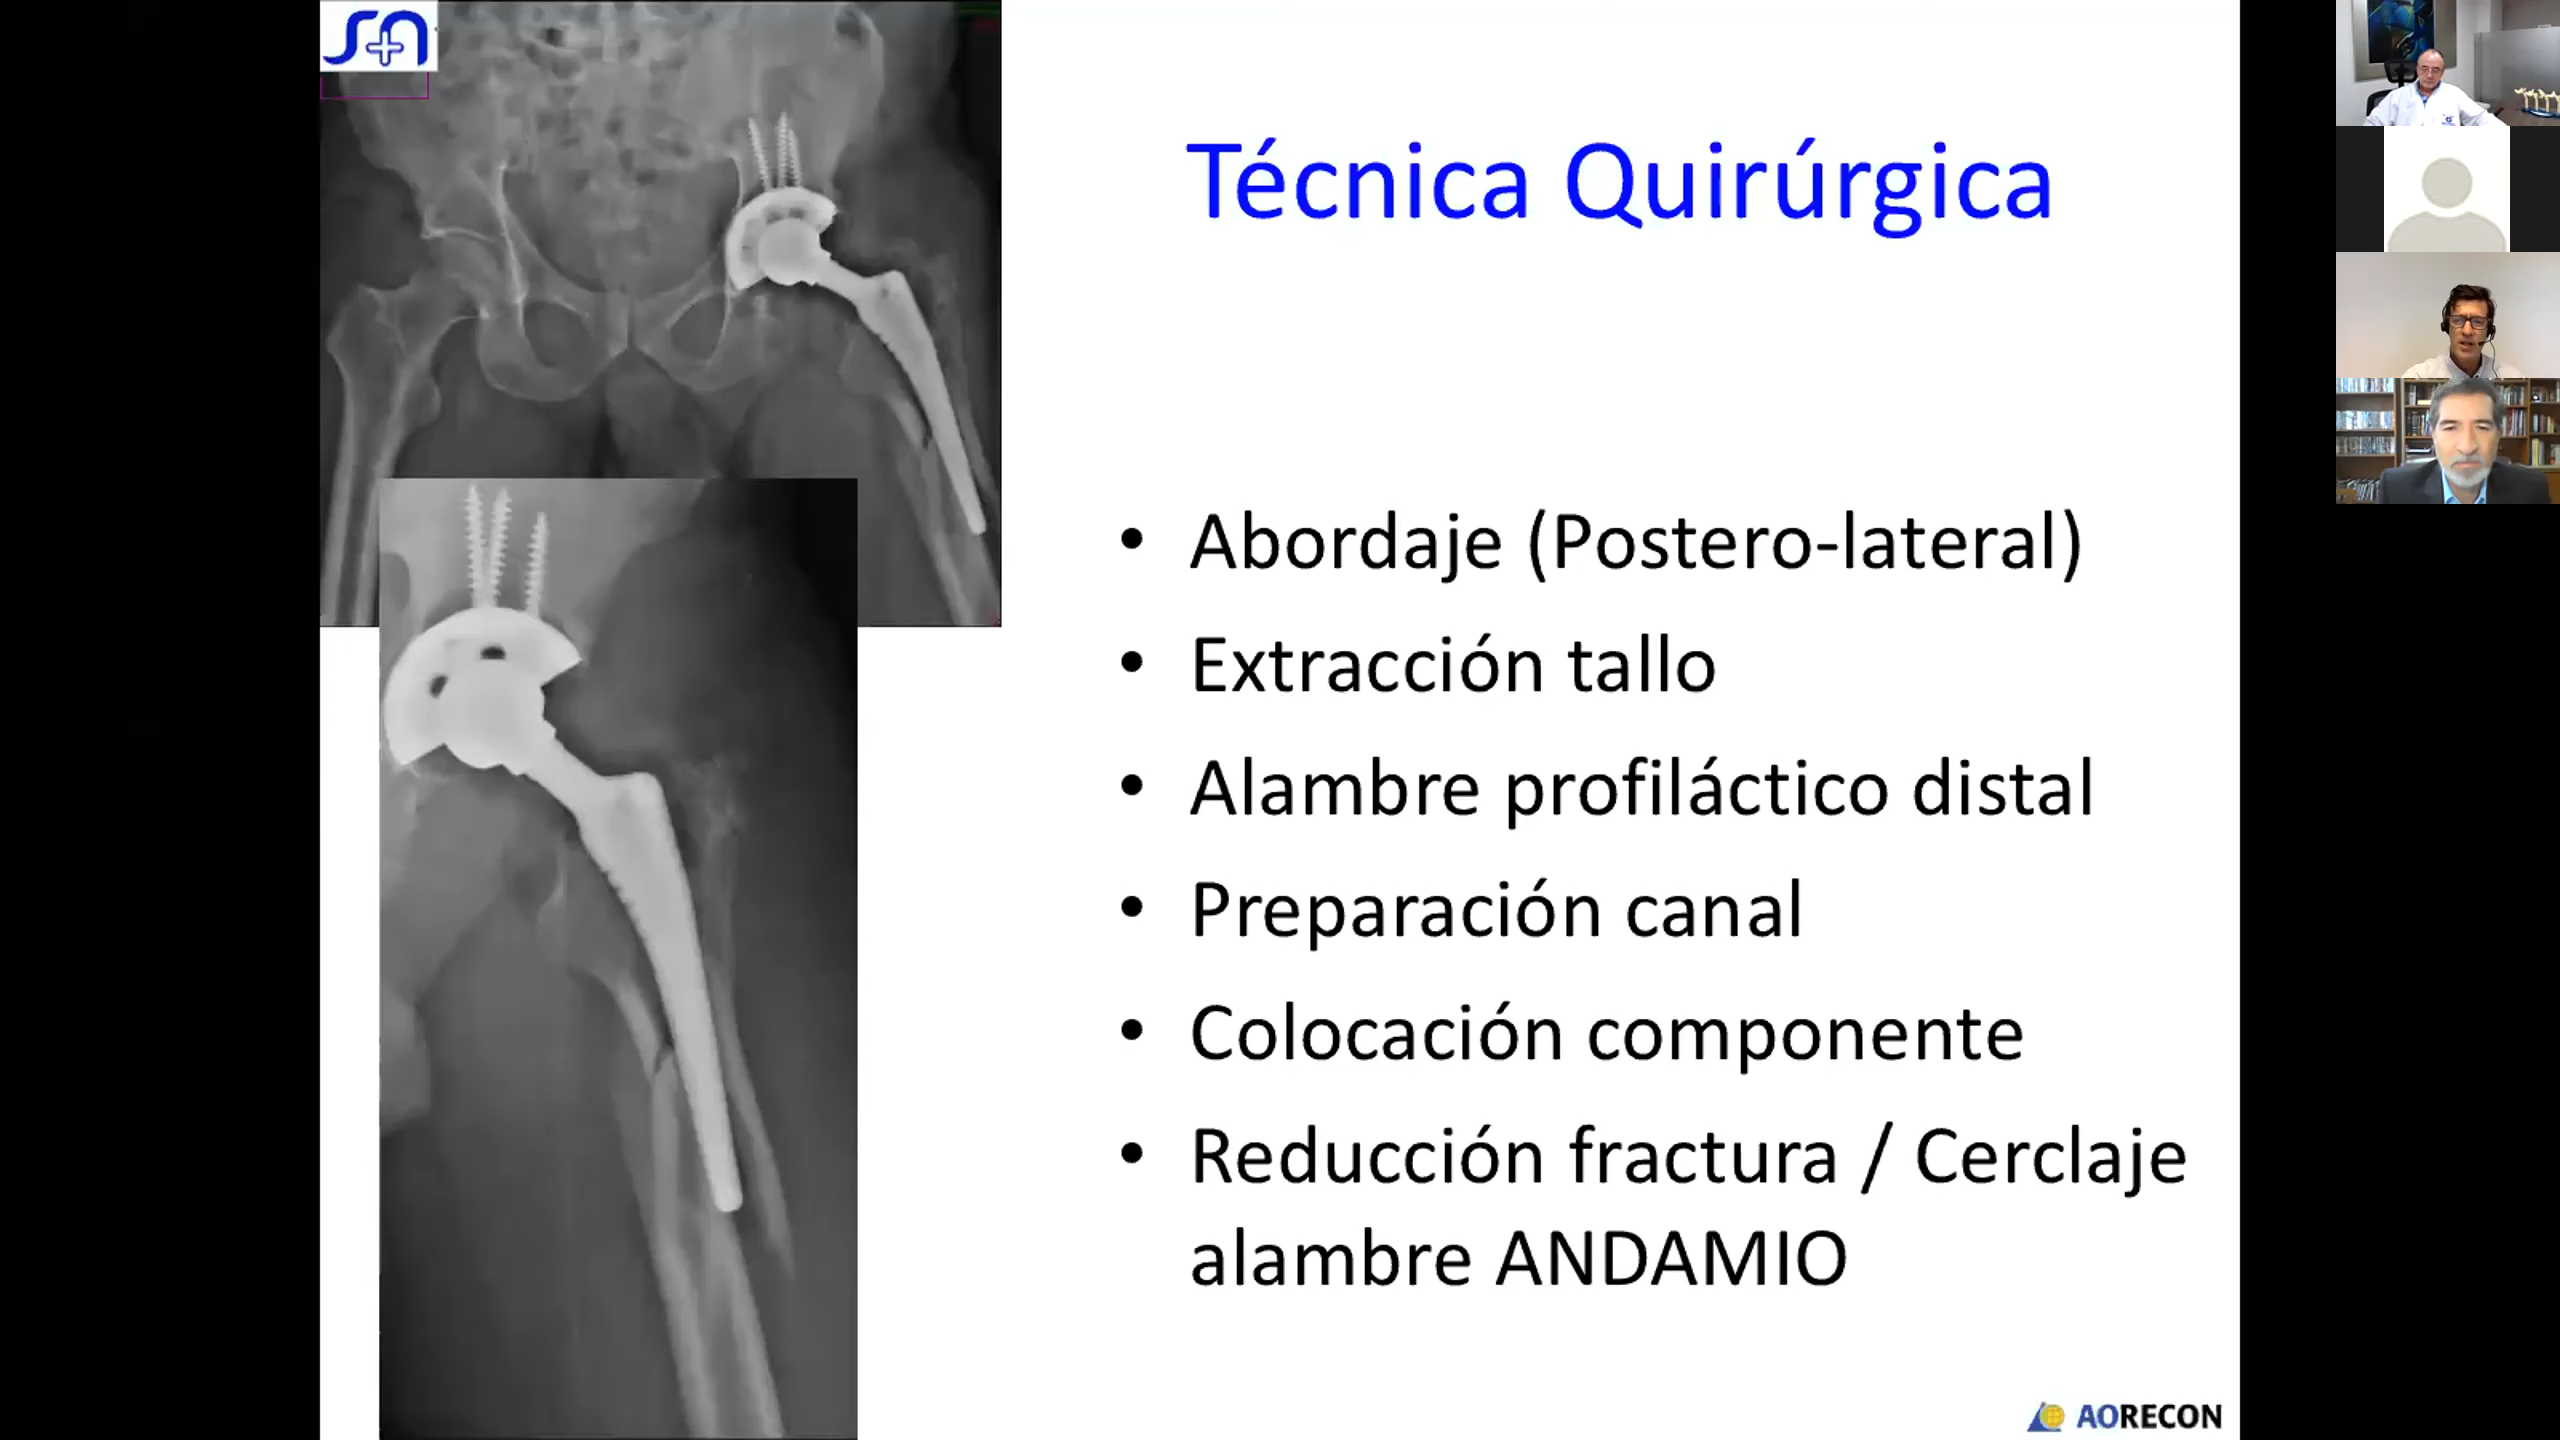 Técnica Quirúrgica
• Abordaje (Postero-lateral)
• Extracción tallo
• Alambre profiláctico distal
• Preparación canal
• Colocación componente
• Reducción fractura / Cerclaje
alambre ANDAMIO
AORECON